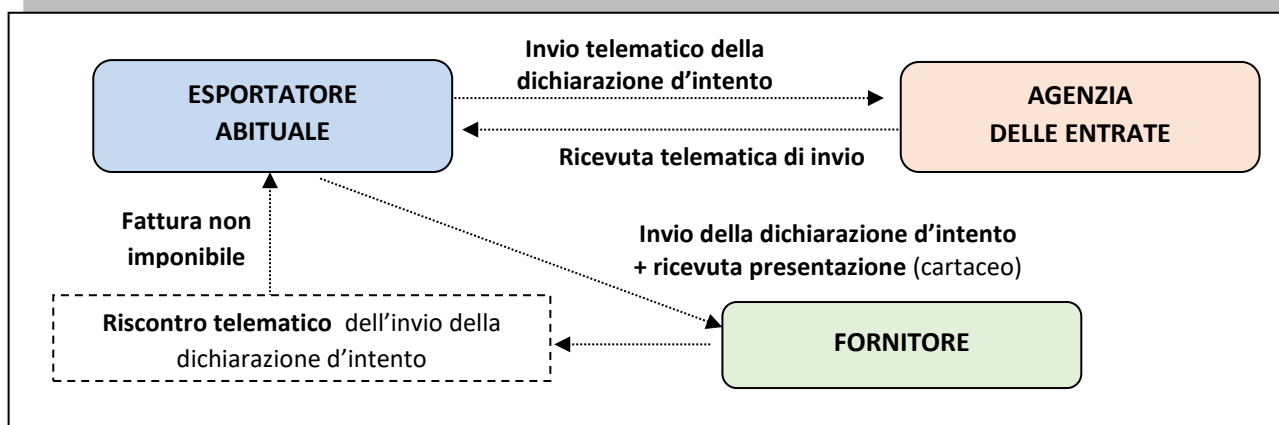 Invio telematico della
dichiarazione d’intento
ESPORTATORE
ABITUALE
AGENZIA
DELLE ENTRATE
Ricevuta telematica di invio
Fattura non
imponibile
Invio della dichiarazione d’intento
+ ricevuta presentazione (cartaceo)
Riscontro telematico dell’invio della
dichiarazione d’intento
FORNITORE